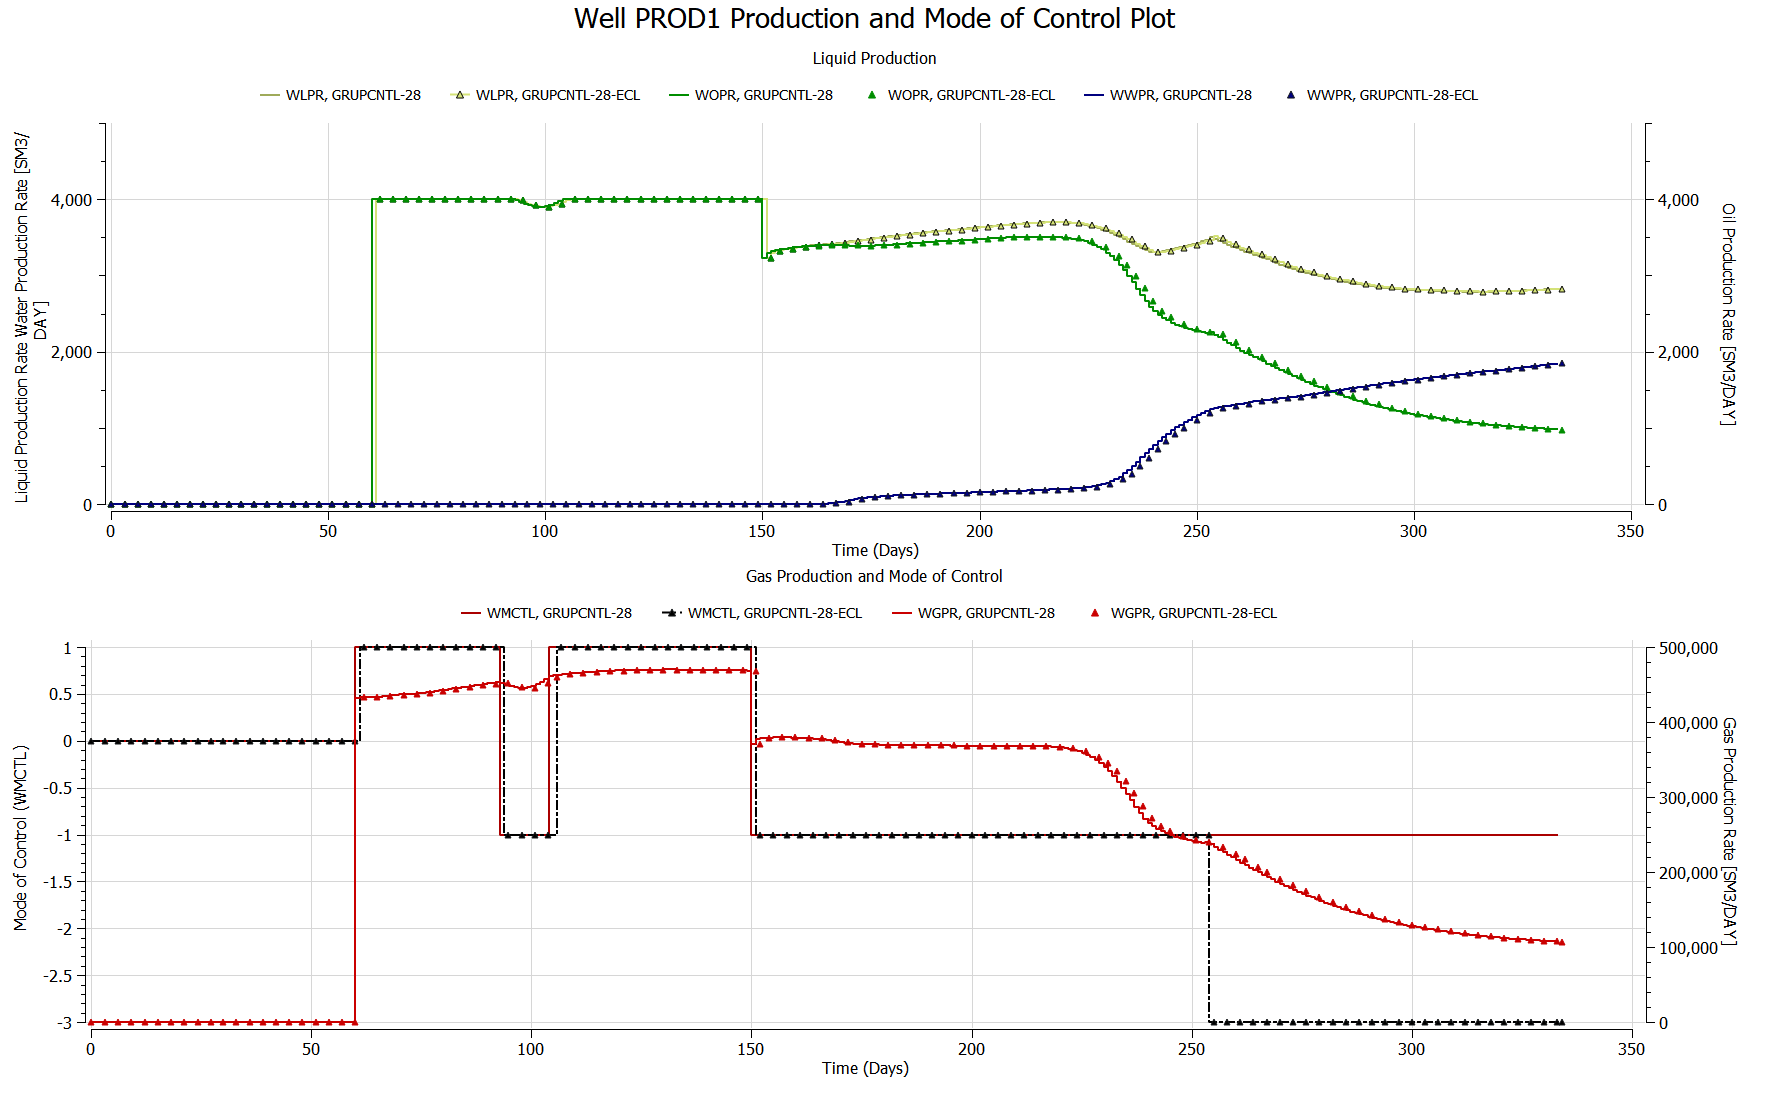 Well PROD1 Production and Mode of Control Plot
Liquid Production
WLPR, GRUPCNTL-28
WLPR, GRUPCNTL-28-ECL
WOPR, GRUPCNTL-28
WOPR, GRUPCNTL-28-ECL
WWPR, GRUPCNTL-28
WWPR, GRUPCNTL-28-ECL
Liquid Production Rate Water Production Rate [SM3/
DAY]
4,000
2,000
0
4,000
2,000
0
Oil Production Rate [SM3/DAY]
0
50
100
150
200
250
300
350
Time (Days)
Gas Production and Mode of Control
WMCTL, GRUPCNTL-28
WMCTL, GRUPCNTL-28-ECL
WGPR, GRUPCNTL-28
WGPR, GRUPCNTL-28-ECL
Mode of Control (WMCTL)
1
0.5
0
-0.5
-1
-1.5
-2
-2.5
-3
500,000
400,000
300,000
200,000
100,000
0
Gas Production Rate [SM3/DAY]
0
50
100
150
200
250
300
350
Time (Days)